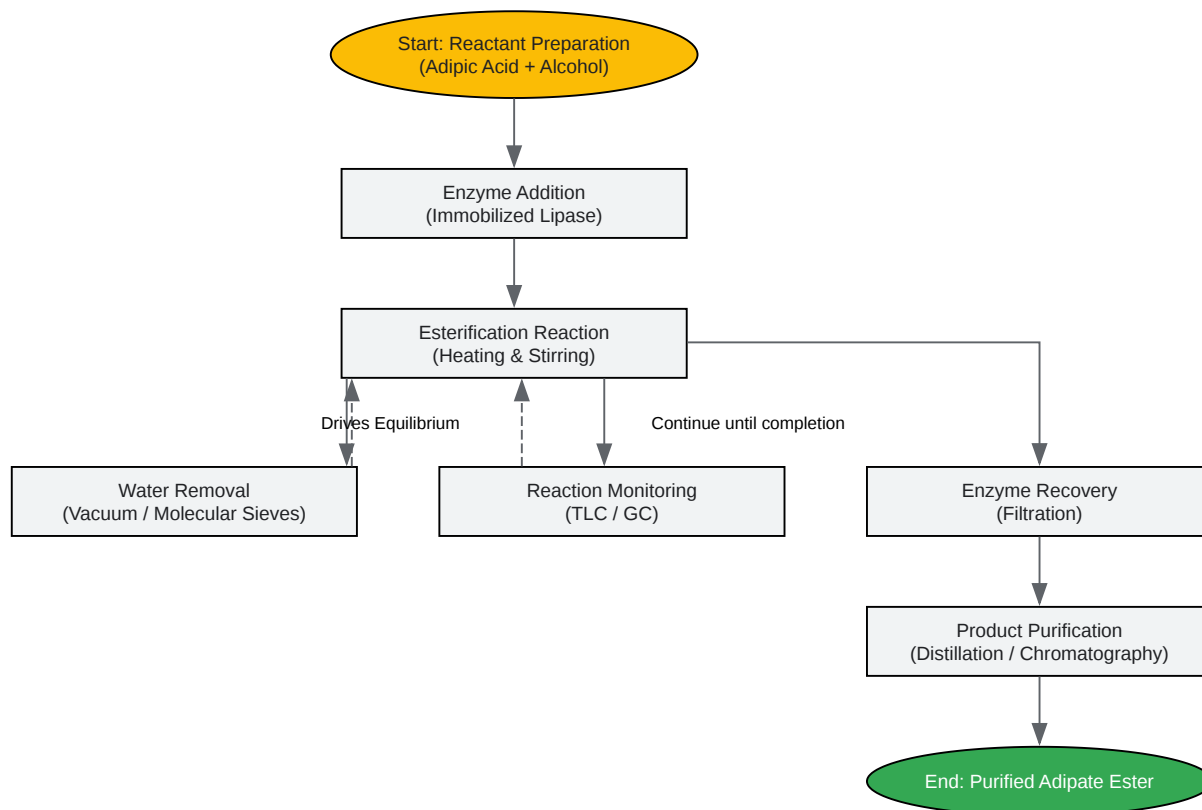 Start: Reactant Preparation
(Adipic Acid + Alcohol)
Enzyme Addition
(Immobilized Lipase)
Esterification Reaction
(Heating & Stirring)
Drives Equilibrium
Continue until completion
Water Removal
(Vacuum / Molecular Sieves)
Reaction Monitoring
(TLC / GC)
Enzyme Recovery
(Filtration)
Product Purification
(Distillation / Chromatography)
End: Purified Adipate Ester